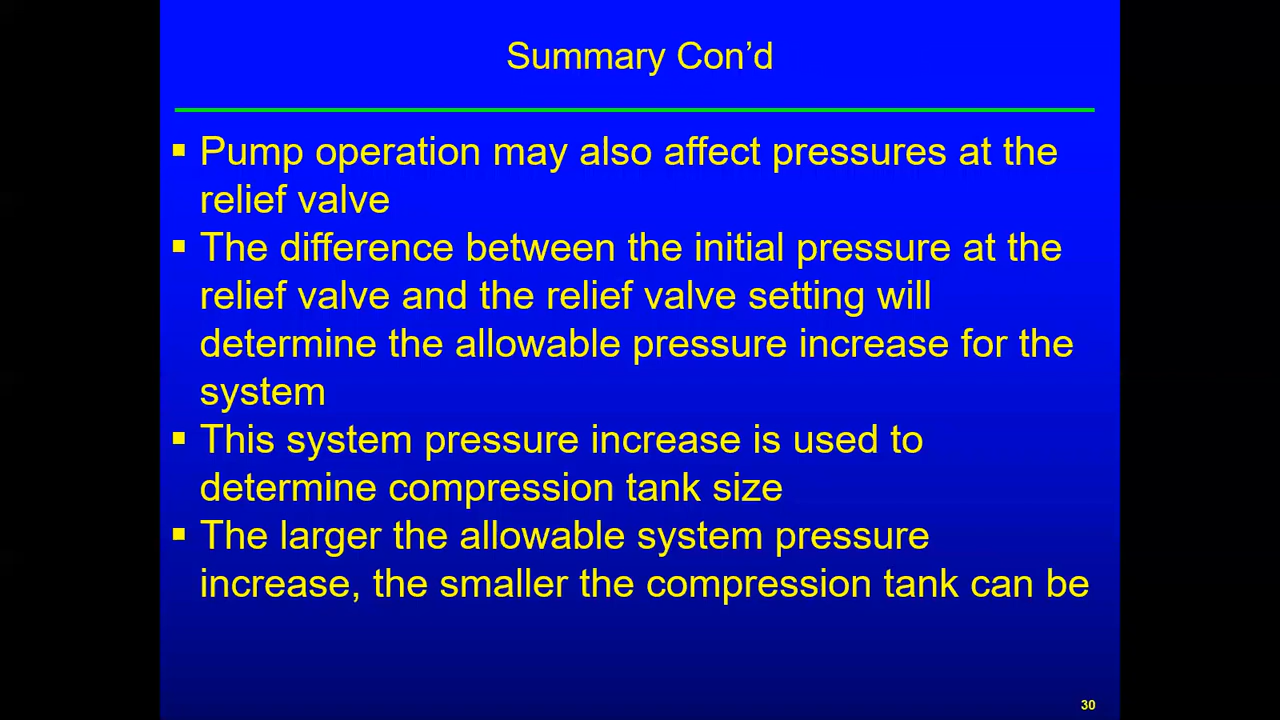 Summary Con’d
▪ Pump operation may also affect pressures at the
relief valve
▪ The difference between the initial pressure at the
relief valve and the relief valve setting will
determine the allowable pressure increase for the
system
▪ This system pressure increase is used to
determine compression tank size
▪ The larger the allowable system pressure
increase, the smaller the compression tank can be
30